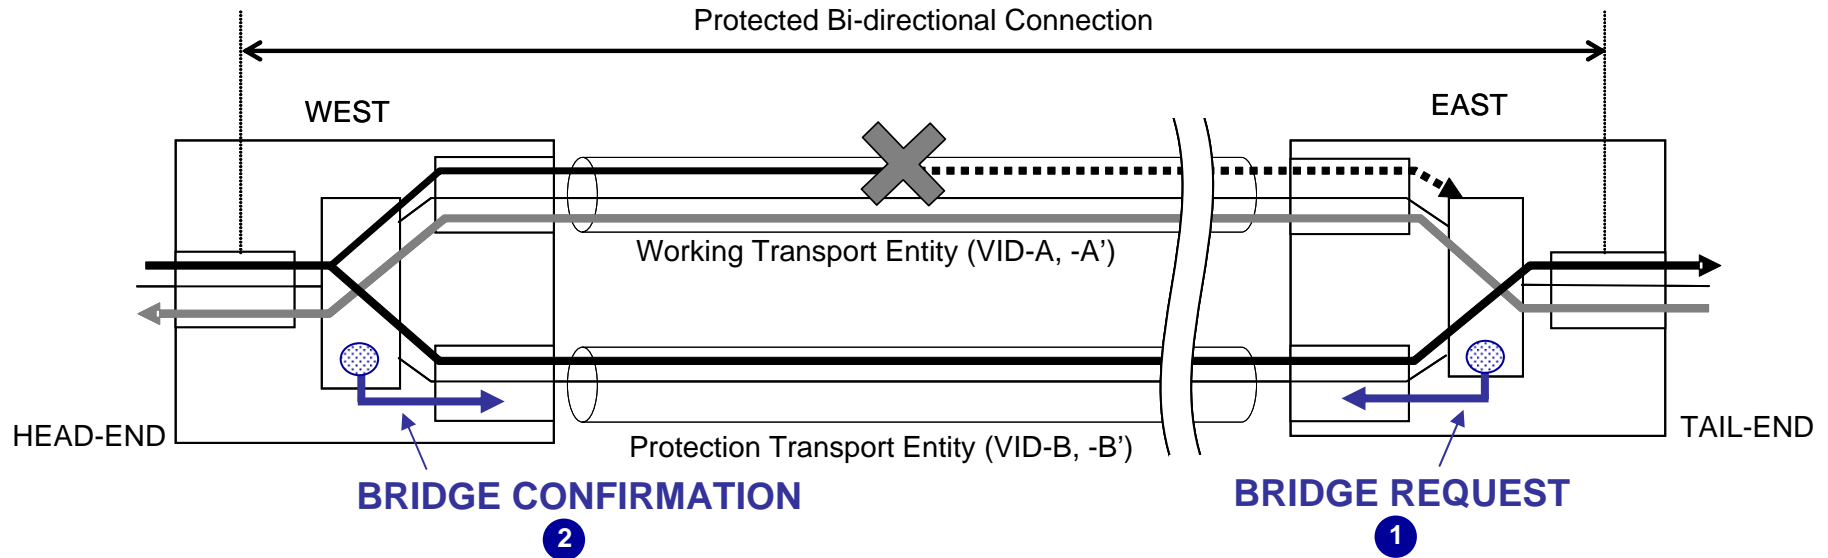 Protected Bi-directional Connection
WEST
EAST
Working Transport Entity (VID-A, -A’)
HEAD-END
TAIL-END
Protection Transport Entity (VID-B, -B’)
BRIDGE CONFIRMATION
2
BRIDGE REQUEST
1